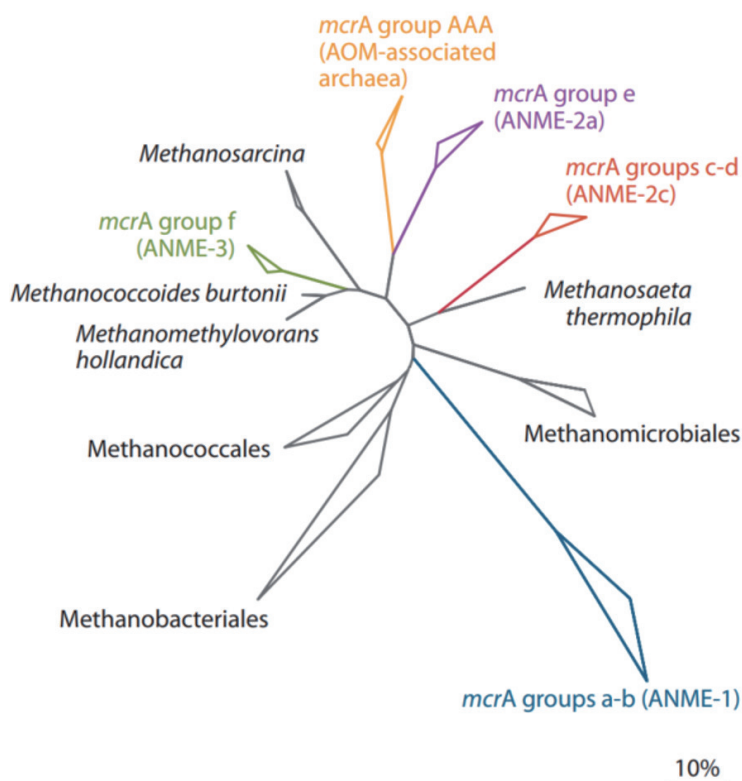 mcrA group AAA
(AOM-associated
archaea)
mcrA group e
(ANME-2a)
Methanosarcina
mcrA groups c-d
(ANME-2c)
mcrA group f
(ANME-3)
Methanococcoides burtonii
Methanosaeta
thermophila
Methanomethylovorans
hollandica
Methanomicrobiales
Methanococcales
Methanobacteriales
mcrA groups a-b (ANME-1)
10%